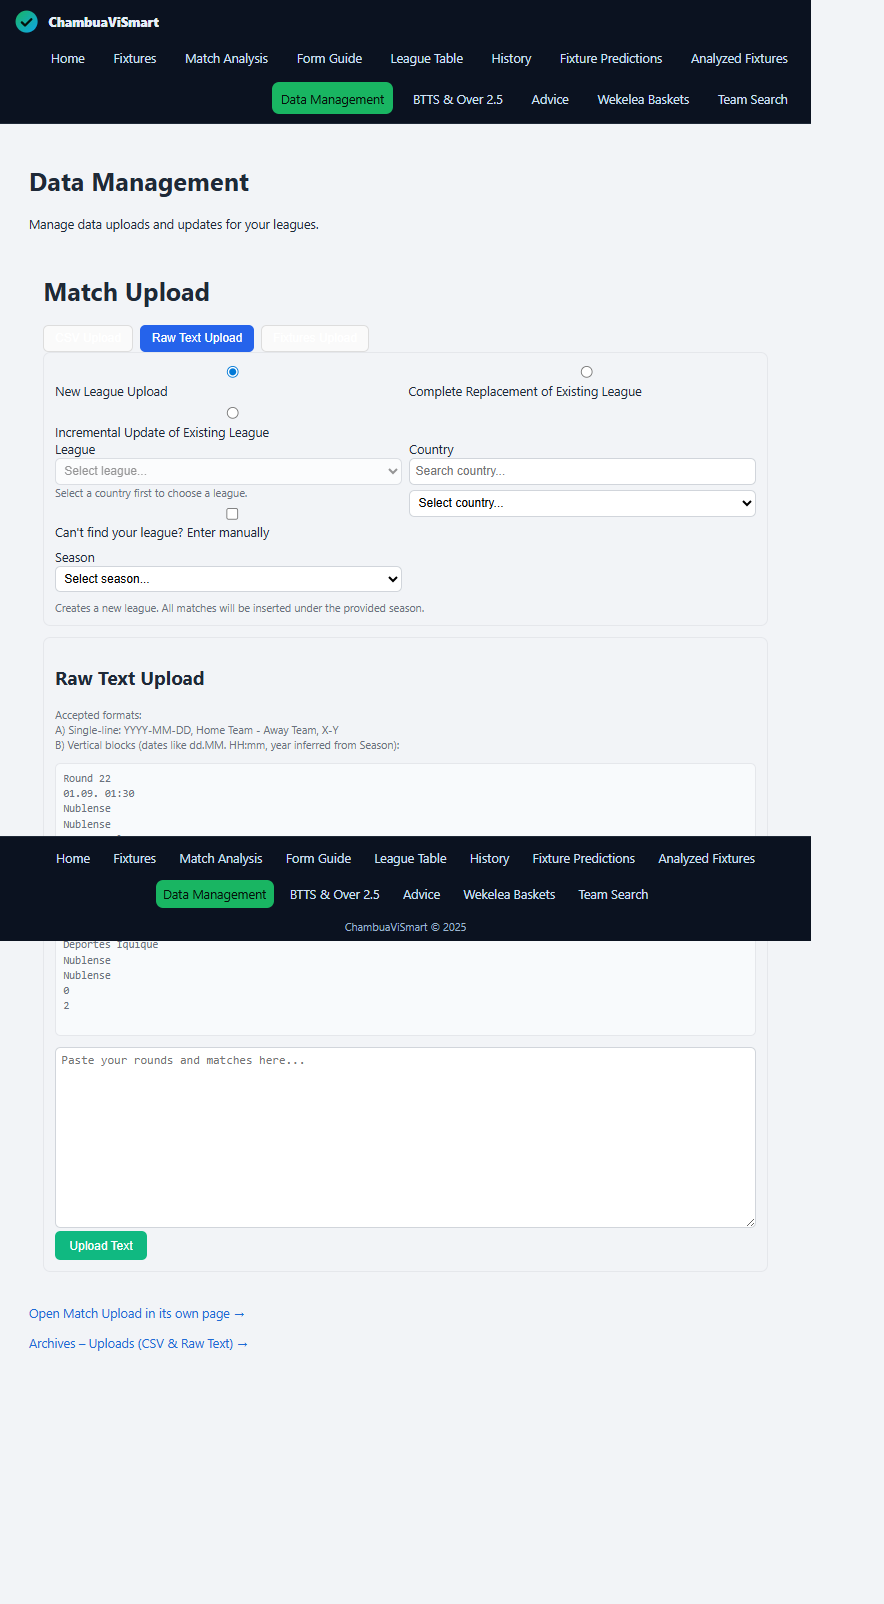 ChambuaViSmart
Home Fixtures Match Analysis Form Guide League Table History Fixture Predictions Analyzed Fixtures
Data Management BTTS & Over 2.5 Advice Wekelea Baskets Team Search
Data Management
Manage data uploads and updates for your leagues.
Match Upload
CSV Upload Raw Text Upload Fixtures Upload
New League Upload Complete Replacement of Existing League
Incremental Update of Existing League
League Country
Select league... Search country...
Select a country first to choose a league. Select country...
Can't find your league? Enter manually
Season
Select season...
Creates a new league. All matches will be inserted under the provided season.
Raw Text Upload
Accepted formats:
A) Single-line: YYYY-MM-DD, Home Team - Away Team, X-Y
B) Vertical blocks (dates like dd.MM. HH:mm, year inferred from Season):
Round 22
01.09. 01:30
Nublense
Nublense
Home Fixtures Match Analysis Form Guide League Table History Fixture Predictions Analyzed Fixtures
Data Management BTTS & Over 2.5 Advice Wekelea Baskets Team Search
ChambuaViSmart © 2025
Deportes Iquique
Nublense
Nublense
0
2
Paste your rounds and matches here...
Upload Text
Open Match Upload in its own page →
Archives – Uploads (CSV & Raw Text) →